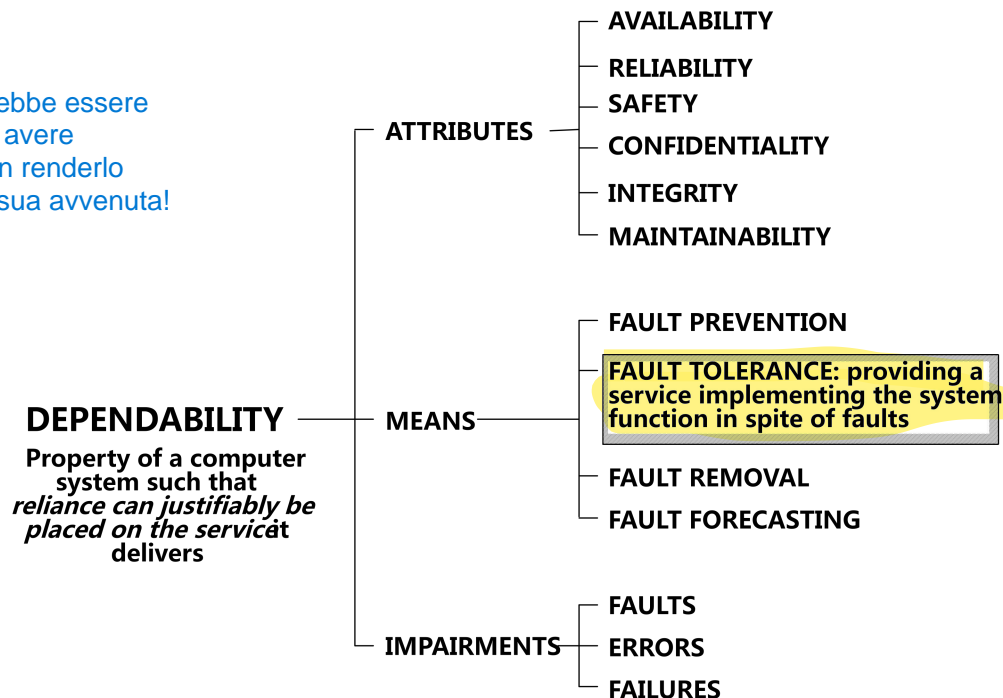 ebbe essere
avere
n renderlo
sua avvenuta!
AVAILABILITY
RELIABILITY
SAFETY
ATTRIBUTES
CONFIDENTIALITY
INTEGRITY
MAINTAINABILITY
FAULT PREVENTION
FAULT TOLERANCE: providing a
service implementing the system
function in spite of faults
DEPENDABILITY
MEANS
Property of a computer
system such that
reliance can justifiably be
placed on the service it
delivers
FAULT REMOVAL
FAULT FORECASTING
FAULTS
IMPAIRMENTS
ERRORS
FAILURES